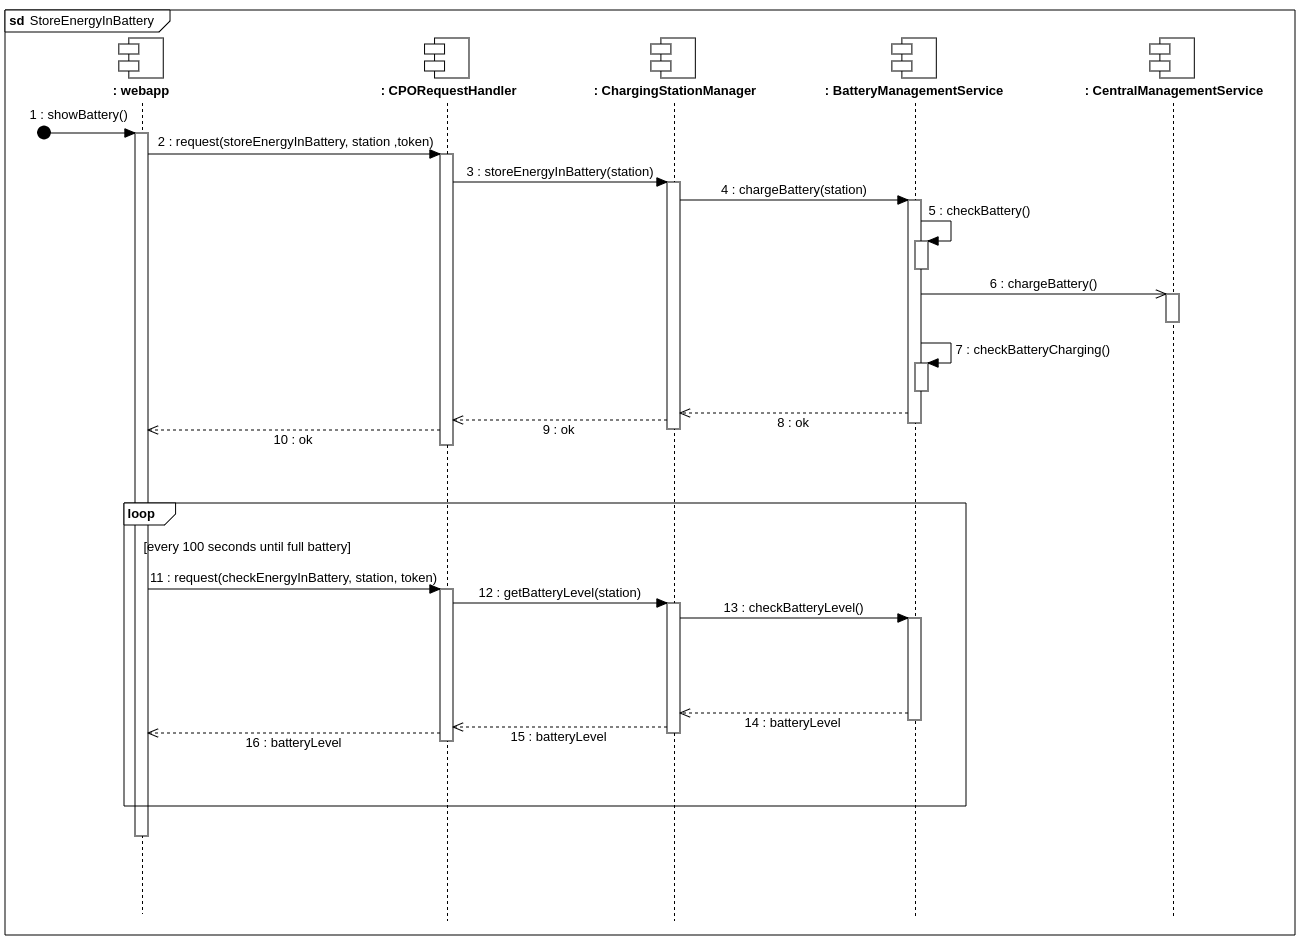 sd StoreEnergyInBattery
: webapp
: CPORequestHandler
: ChargingStationManager
: BatteryManagementService
: CentralManagementService
1 : showBattery()
2 : request(storeEnergyInBattery, station ,token)
3 : storeEnergyInBattery(station)
4 : chargeBattery(station)
5 : checkBattery()
6 : chargeBattery()
7 : checkBatteryCharging()
8 : ok
9 : ok
10 : ok
loop
[every 100 seconds until full battery]
11 : request(checkEnergyInBattery, station, token)
12 : getBatteryLevel(station)
13 : checkBatteryLevel()
14 : batteryLevel
15 : batteryLevel
16 : batteryLevel